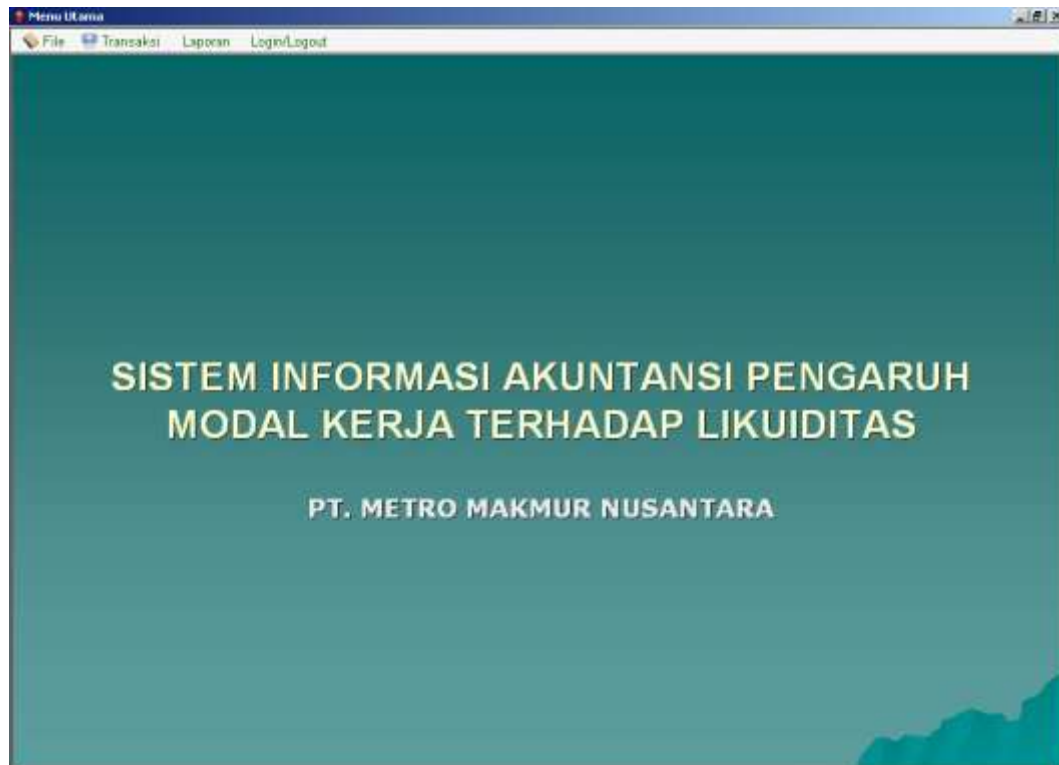 Menu Utama
File Transaksi Laporan Login/Logout
SISTEM INFORMASI AKUNTANSI PENGARUH
MODAL KERJA TERHADAP LIKUIDITAS
PT. METRO MAKMUR NUSANTARA